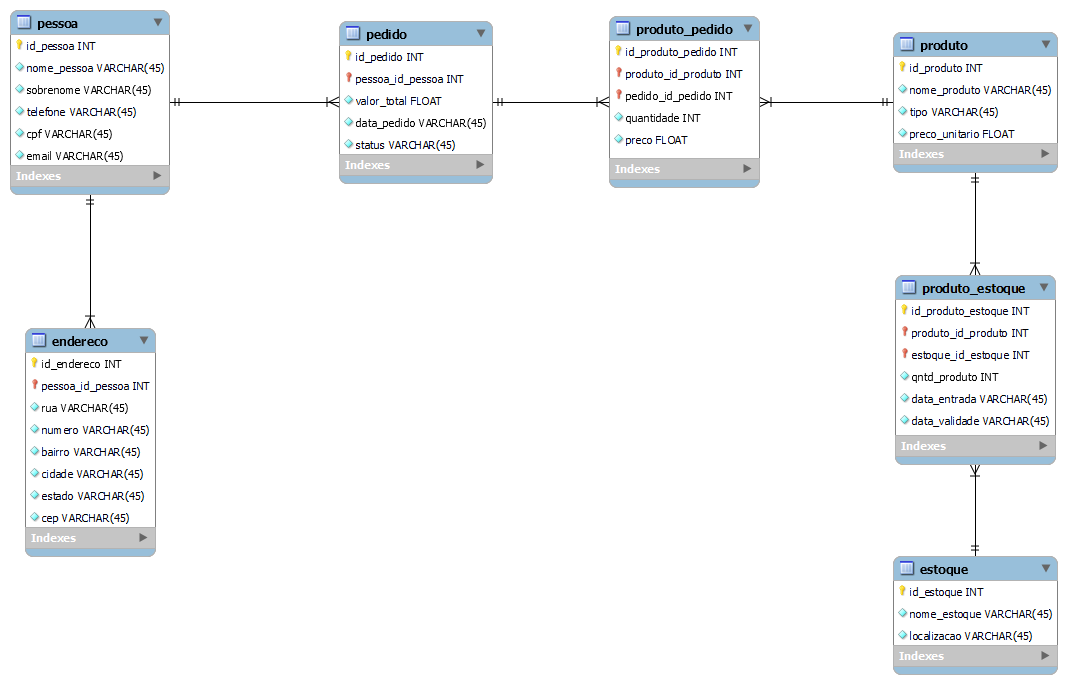 pessoa
id_pessoa INT
nome_pessoa VARCHAR(45)
sobrenome VARCHAR(45)
telefone VARCHAR(45)
cpf VARCHAR(45)
email VARCHAR(45)
Indexes
pedido
id_pedido INT
pessoa_id_pessoa INT
valor_total FLOAT
data_pedido VARCHAR(45)
status VARCHAR(45)
Indexes
produto_pedido
id_produto_pedido INT
produto_id_produto INT
pedido_id_pedido INT
quantidade INT
preco FLOAT
Indexes
produto
id_produto INT
nome_produto VARCHAR(45)
tipo VARCHAR(45)
preco_unitario FLOAT
Indexes
endereco
id_endereco INT
pessoa_id_pessoa INT
rua VARCHAR(45)
numero VARCHAR(45)
bairro VARCHAR(45)
cidade VARCHAR(45)
estado VARCHAR(45)
cep VARCHAR(45)
Indexes
produto_estoque
id_produto_estoque INT
produto_id_produto INT
estoque_id_estoque INT
qntd_produto INT
data_entrada VARCHAR(45)
data_validade VARCHAR(45)
Indexes
estoque
id_estoque INT
nome_estoque VARCHAR(45)
localizacao VARCHAR(45)
Indexes